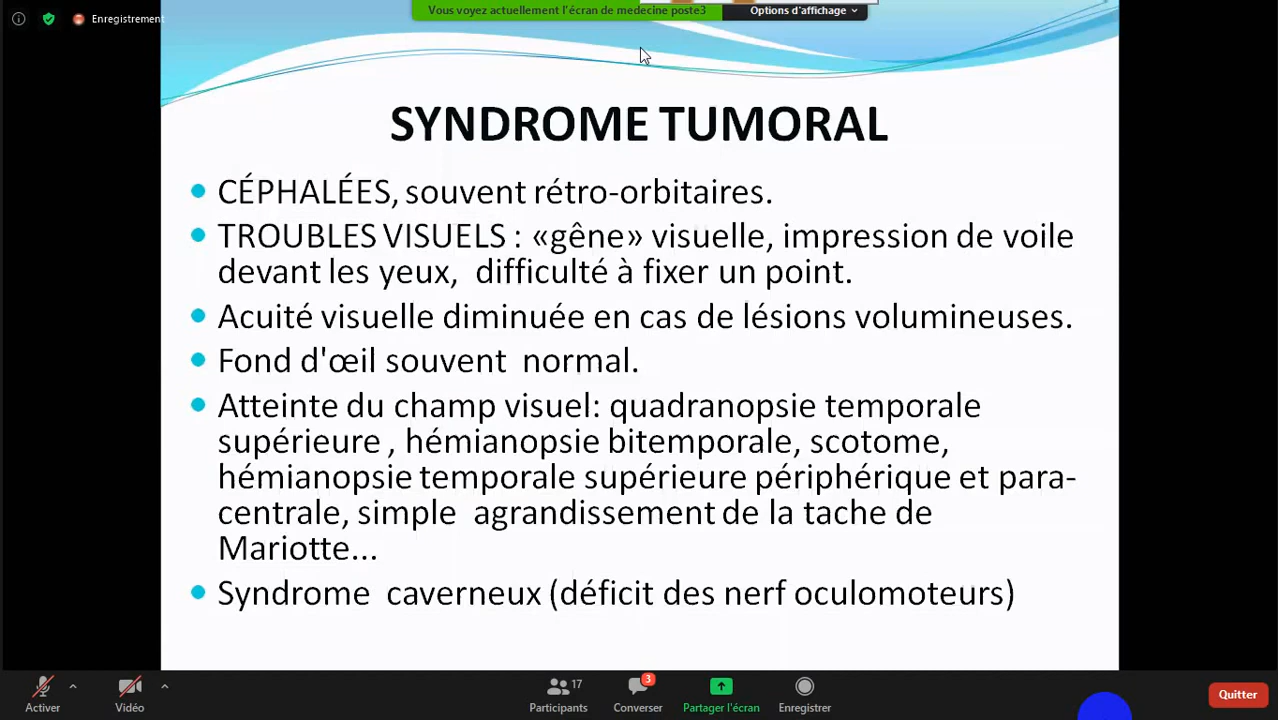 Enregistrement
Vous voyez actuellement l'écran de medecine poste3
Options d'affichage
SYNDROME TUMORAL
CÉPHALÉES, souvent rétro-orbitaires.
TROUBLES VISUELS : «gêne» visuelle, impression de voile
devant les yeux, difficulté à fixer un point.
Acuité visuelle diminuée en cas de lésions volumineuses.
Fond d'œil souvent normal.
Atteinte du champ visuel: quadranopsie temporale
supérieure , hémianopsie bitemporale, scotome,
hémianopsie temporale supérieure périphérique et para-
centrale, simple agrandissement de la tache de
Mariotte...
Syndrome caverneux (déficit des nerf oculomoteurs)
17
3
Activer
Vidéo
Participants
Converser
Partager l'écran
Enregistrer
Quitter